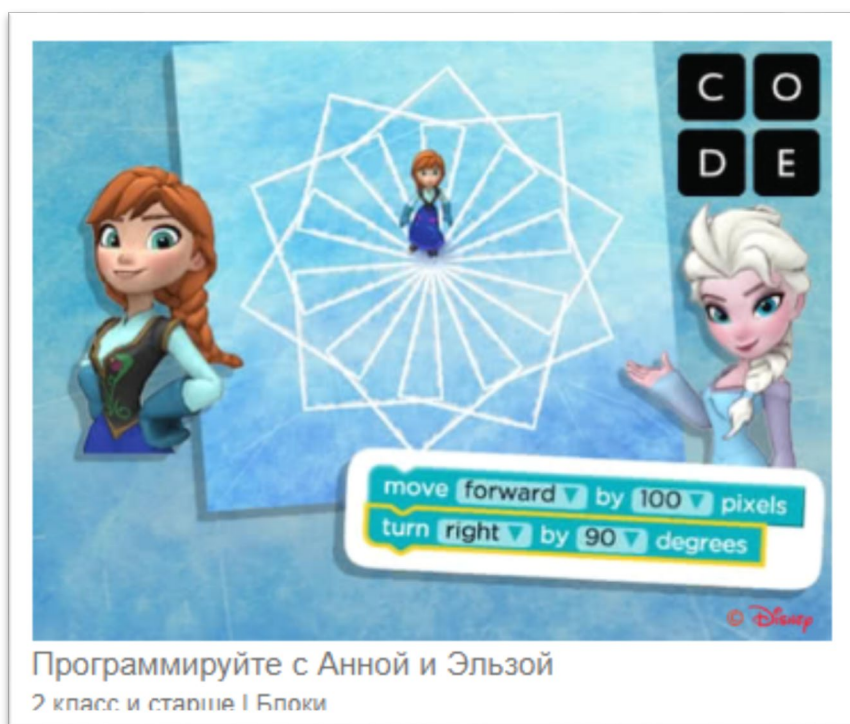 C O
D E
move forward by 100 pixels
turn right by 90 degrees
© Disney
Программируйте с Анной и Эльзой
2 класс и старше | Блоки